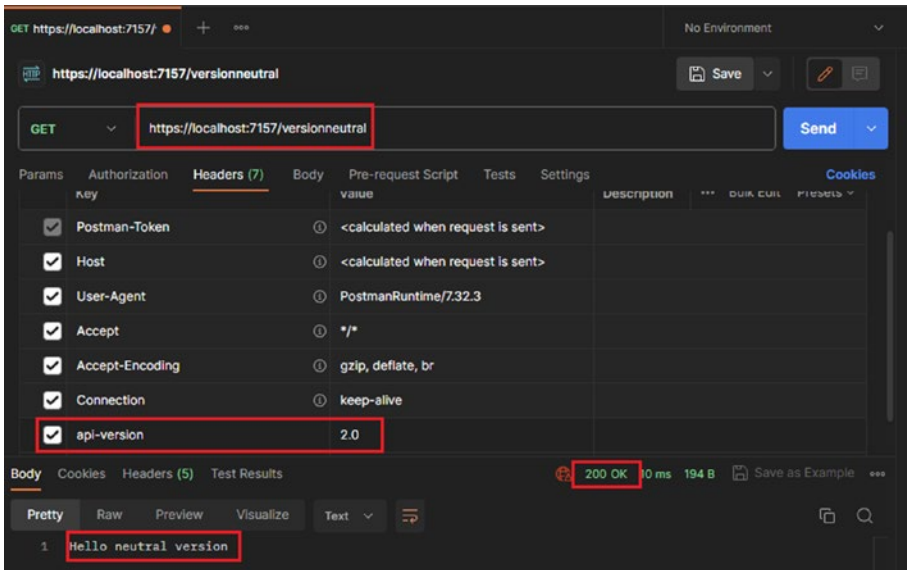 GET https://localhost:7157/
No Environment
HTTP https://localhost:7157/versionneutral
Save
GET https://localhost:7157/versionneutral Send
Params Authorization Headers (7) Body Pre-request Script Tests Settings Cookies
Key Value Description Bulk Edit Presets
Postman-Token <calculated when request is sent>
Host <calculated when request is sent>
User-Agent PostmanRuntime/7.32.3
Accept */*
Accept-Encoding gzip, deflate, br
Connection keep-alive
api-version 2.0
Body Cookies Headers (5) Test Results 200 OK 10 ms 194 B Save as Example
Pretty Raw Preview Visualize Text
1 Hello neutral version